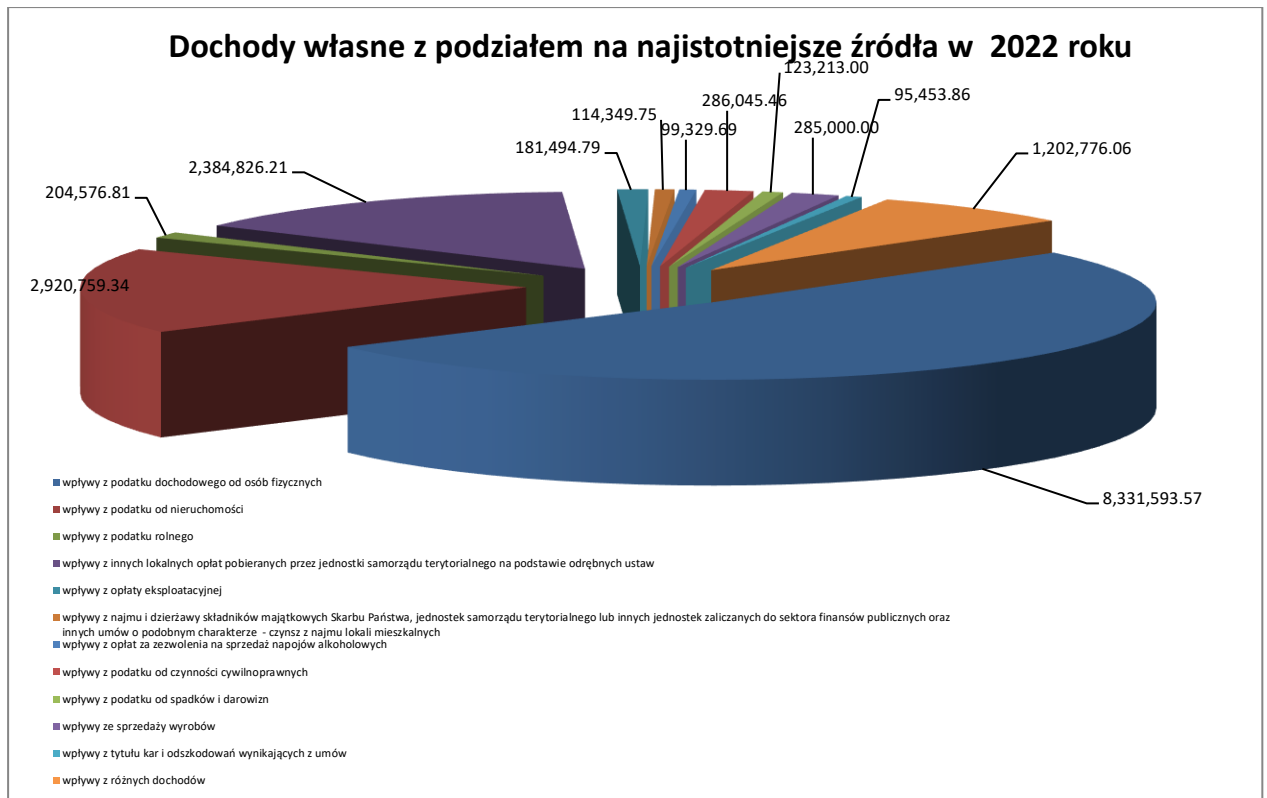 Dochody własne z podziałem na najistotniejsze źródła w 2022 roku
123,213.00
95,453.86
286,045.46
114,349.75
99,329.69
285,000.00
181,494.79
1,202,776.06
2,384,826.21
204,576.81
2,920,759.34
8,331,593.57
wpływy z podatku dochodowego od osób fizycznych
wpływy z podatku od nieruchomości
wpływy z podatku rolnego
wpływy z innych lokalnych opłat pobieranych przez jednostki samorządu terytorialnego na podstawie odrębnych ustaw
wpływy z opłaty eksploatacyjnej
wpływy z najmu i dzierżawy składników majątkowych Skarbu Państwa, jednostek samorządu terytorialnego lub innych jednostek zaliczanych do sektora finansów publicznych oraz
innych umów o podobnym charakterze - czynsz z najmu lokali mieszkalnych
wpływy z opłat za zezwolenia na sprzedaż napojów alkoholowych
wpływy z podatku od czynności cywilnoprawnych
wpływy z podatku od spadków i darowizn
wpływy ze sprzedaży wyrobów
wpływy z tytułu kar i odszkodowań wynikających z umów
wpływy z różnych dochodów